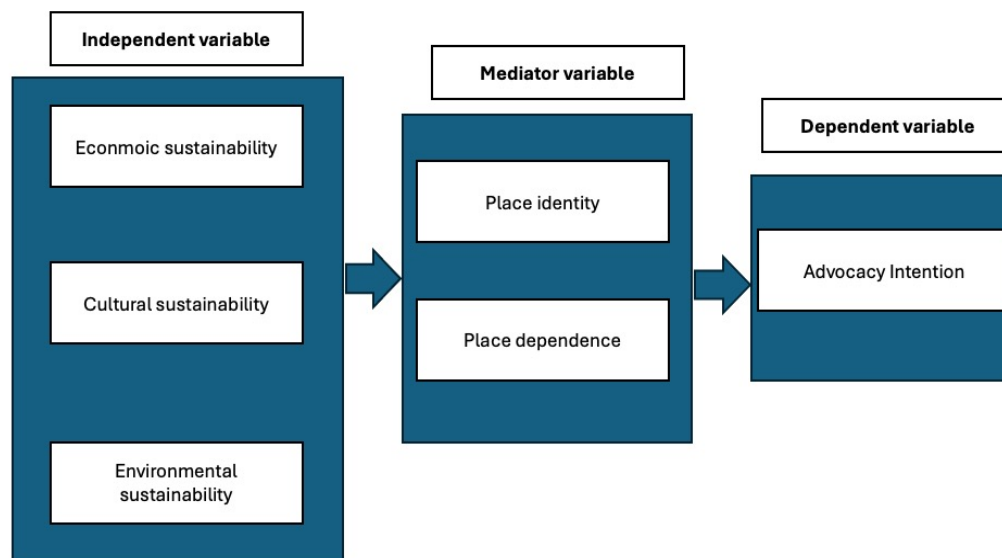 Independent variable
Econmoic sustainability
Cultural sustainability
Environmental
sustainability
Mediator variable
Place identity
Place dependence
Dependent variable
Advocacy Intention